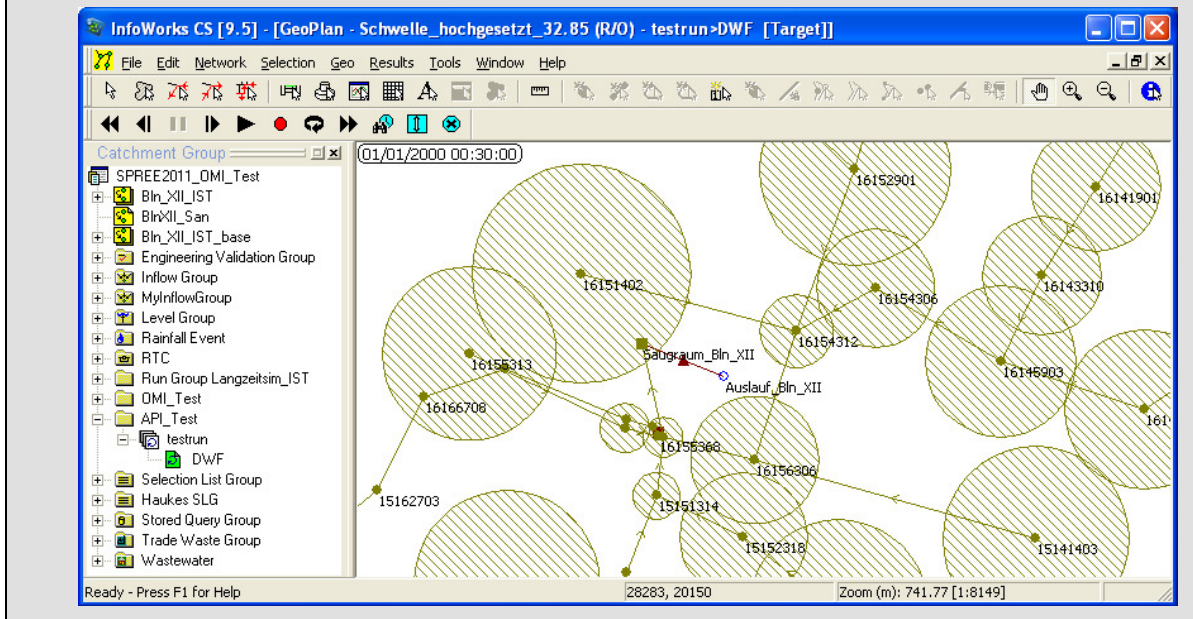 InfoWorks CS [9.5] - [GeoPlan - Schwelle_hochgesetzt_32.85 (R/O) - testrun>DWF [Target]]
File Edit Network Selection Geo Results Tools Window Help
Catchment Group
SPREE2011_OMI_Test
Bln_XII_IST
BlnXII_San
Bln_XII_IST_base
Engineering Validation Group
Inflow Group
MyInflowGroup
Level Group
Rainfall Event
RTC
Run Group Langzeitsim_IST
OMI_Test
API_Test
testrun
DWF
Selection List Group
Haukes SLG
Stored Query Group
Trade Waste Group
Wastewater
(01/01/2000 00:30:00)
16152901
16141901
16151402
16143310
16154306
16154312
Saugraum_Bln_XII
16155313
16145903
Auslauf_Bln_XII
16166708
1614
16155368
16156306
15162703
15151314
15152318
15141403
Ready - Press F1 for Help
28283, 20150
Zoom (m): 741.77 [1:8149]